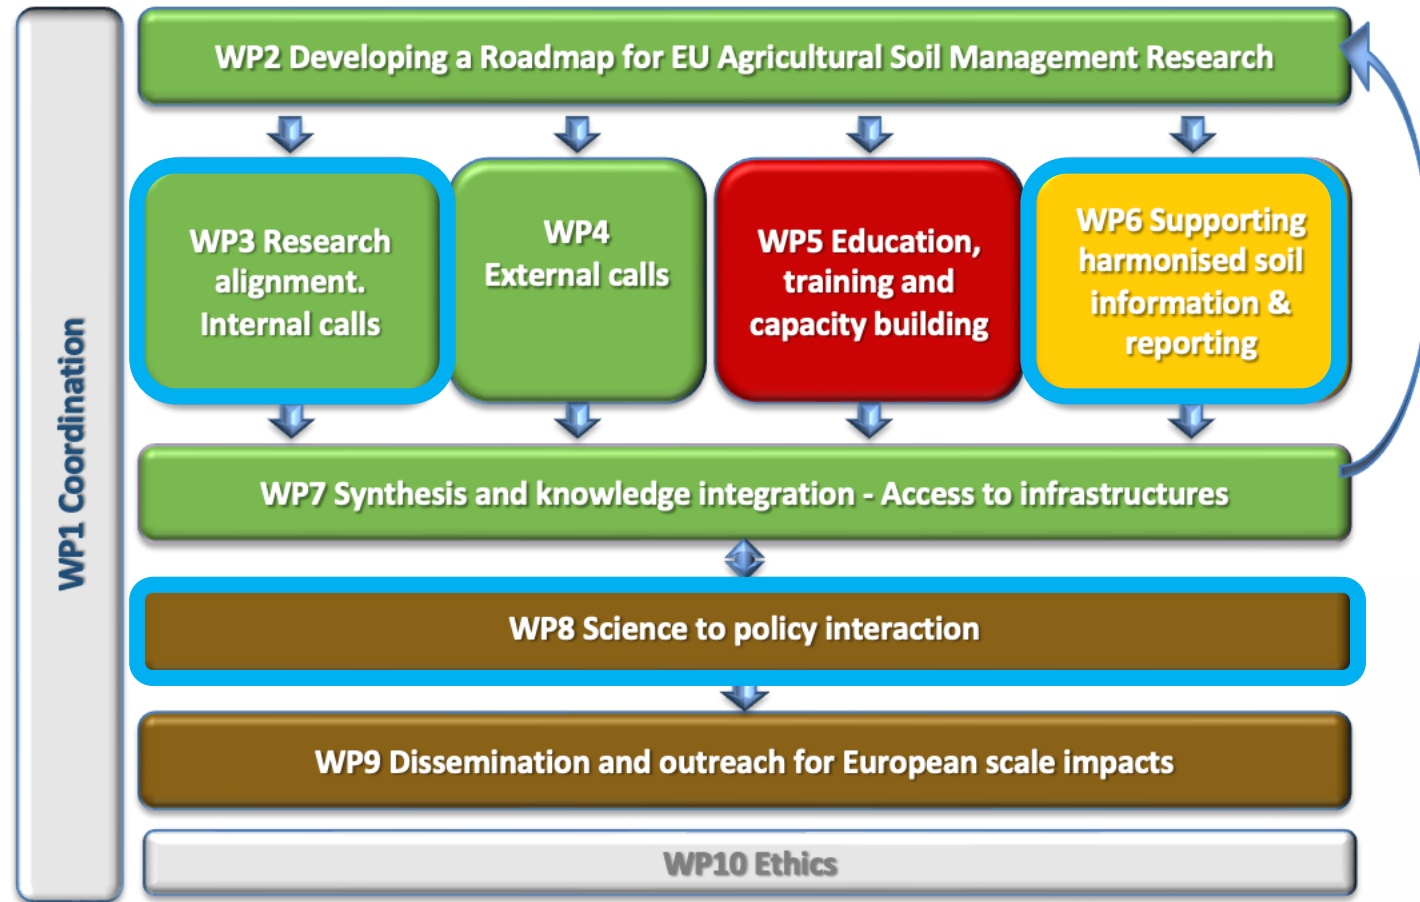 WP1 Coordination
WP2 Developing a Roadmap for EU Agricultural Soil Management Research
WP3 Research
alignment.
Internal calls
WP4
External calls
WP5 Education,
training and
capacity building
WP6 Supporting
harmonised soil
information &
reporting
WP7 Synthesis and knowledge integration - Access to infrastructures
WP8 Science to policy interaction
WP9 Dissemination and outreach for European scale impacts
WP10 Ethics